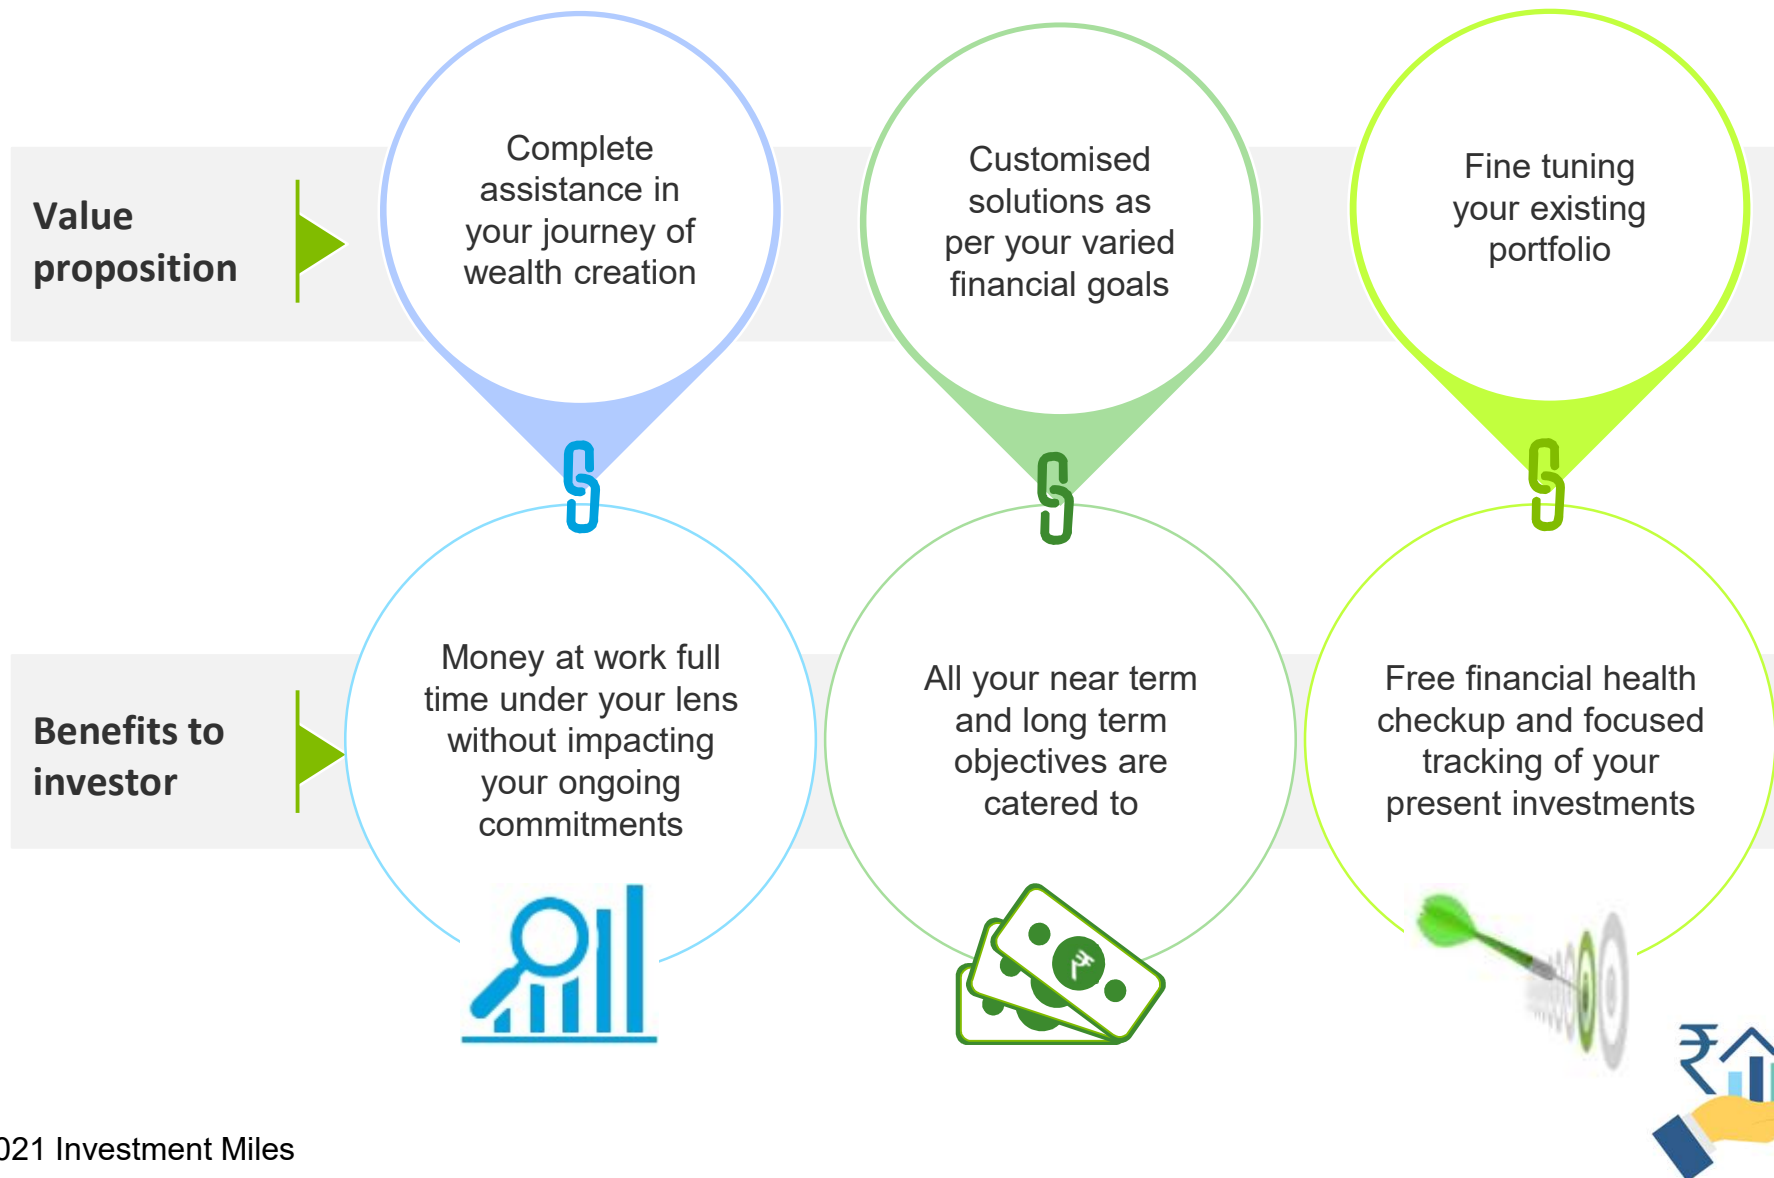 Value
proposition
Complete
assistance in
your journey of
wealth creation
Customised
solutions as
per your varied
financial goals
Fine tuning
your existing
portfolio
Benefits to
investor
Money at work full
time under your lens
without impacting
your ongoing
commitments
All your near term
and long term
objectives are
catered to
Free financial health
checkup and focused
tracking of your
present investments
₹
₹
021 Investment Miles